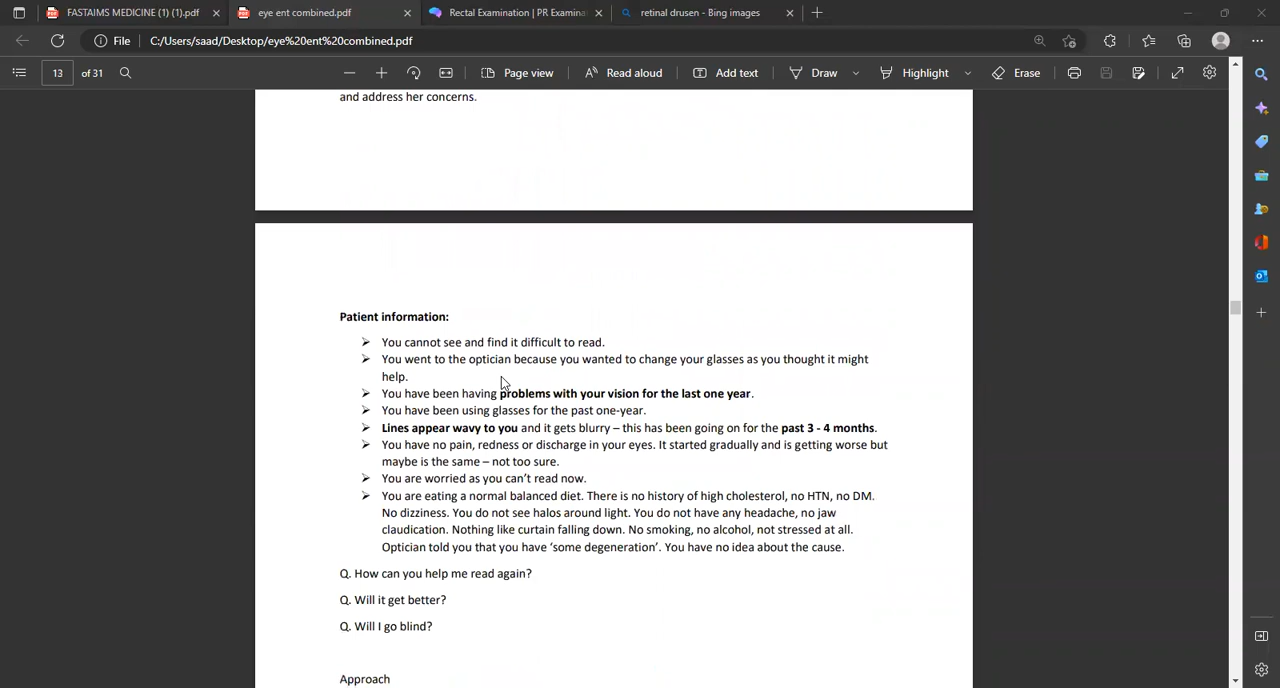 FASTAIMS MEDICINE (1) (1).pdf
eye ent combined.pdf
Rectal Examination | PR Examina
retinal drusen - Bing images
File
C:/Users/saad/Desktop/eye%20ent%20combined.pdf
13 of 31
Page view
Read aloud
Add text
Draw
Highlight
Erase
and address her concerns.
Patient information:
You cannot see and find it difficult to read.
You went to the optician because you wanted to change your glasses as you thought it might
help.
You have been having problems with your vision for the last one year.
You have been using glasses for the past one-year.
Lines appear wavy to you and it gets blurry – this has been going on for the past 3 - 4 months.
You have no pain, redness or discharge in your eyes. It started gradually and is getting worse but
maybe is the same – not too sure.
You are worried as you can’t read now.
You are eating a normal balanced diet. There is no history of high cholesterol, no HTN, no DM.
No dizziness. You do not see halos around light. You do not have any headache, no jaw
claudication. Nothing like curtain falling down. No smoking, no alcohol, not stressed at all.
Optician told you that you have ‘some degeneration’. You have no idea about the cause.
Q. How can you help me read again?
Q. Will it get better?
Q. Will I go blind?
Approach